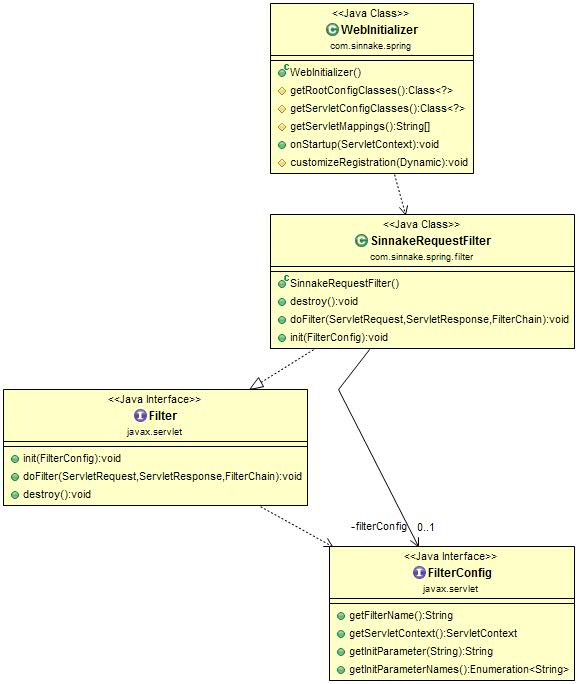 <<Java Class>>
WebInitializer
com.sinnake.spring
WebInitializer()
getRootConfigClasses():Class<?>
getServletConfigClasses():Class<?>
getServletMappings():String[]
onStartup(ServletContext):void
customizeRegistration(Dynamic):void
<<Java Class>>
SinnakeRequestFilter
com.sinnake.spring.filter
SinnakeRequestFilter()
destroy():void
doFilter(ServletRequest,ServletResponse,FilterChain):void
init(FilterConfig):void
<<Java Interface>>
Filter
javax.servlet
init(FilterConfig):void
doFilter(ServletRequest,ServletResponse,FilterChain):void
destroy():void
-filterConfig 0..1
<<Java Interface>>
FilterConfig
javax.servlet
getFilterName():String
getServletContext():ServletContext
getInitParameter(String):String
getInitParameterNames():Enumeration<String>